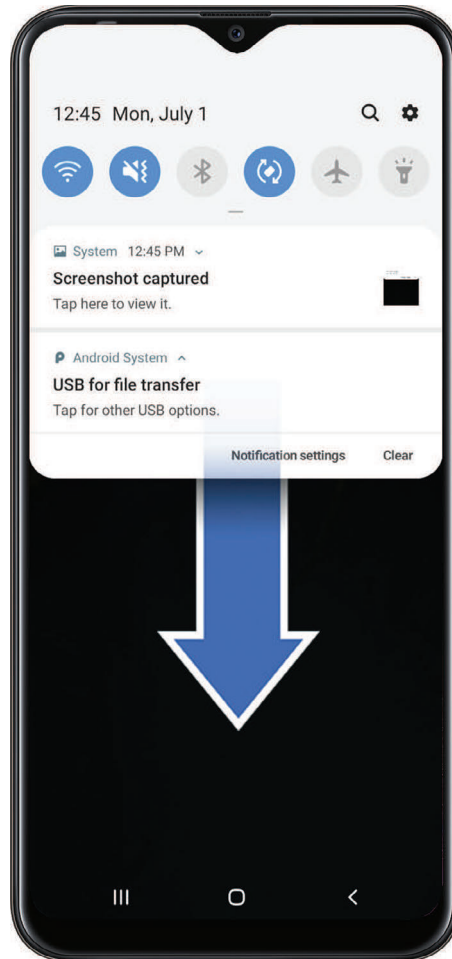 12:45 Mon, July 1
System 12:45 PM
Screenshot captured
Tap here to view it.
Android System
USB for file transfer
Tap for other USB options.
Notification settings Clear